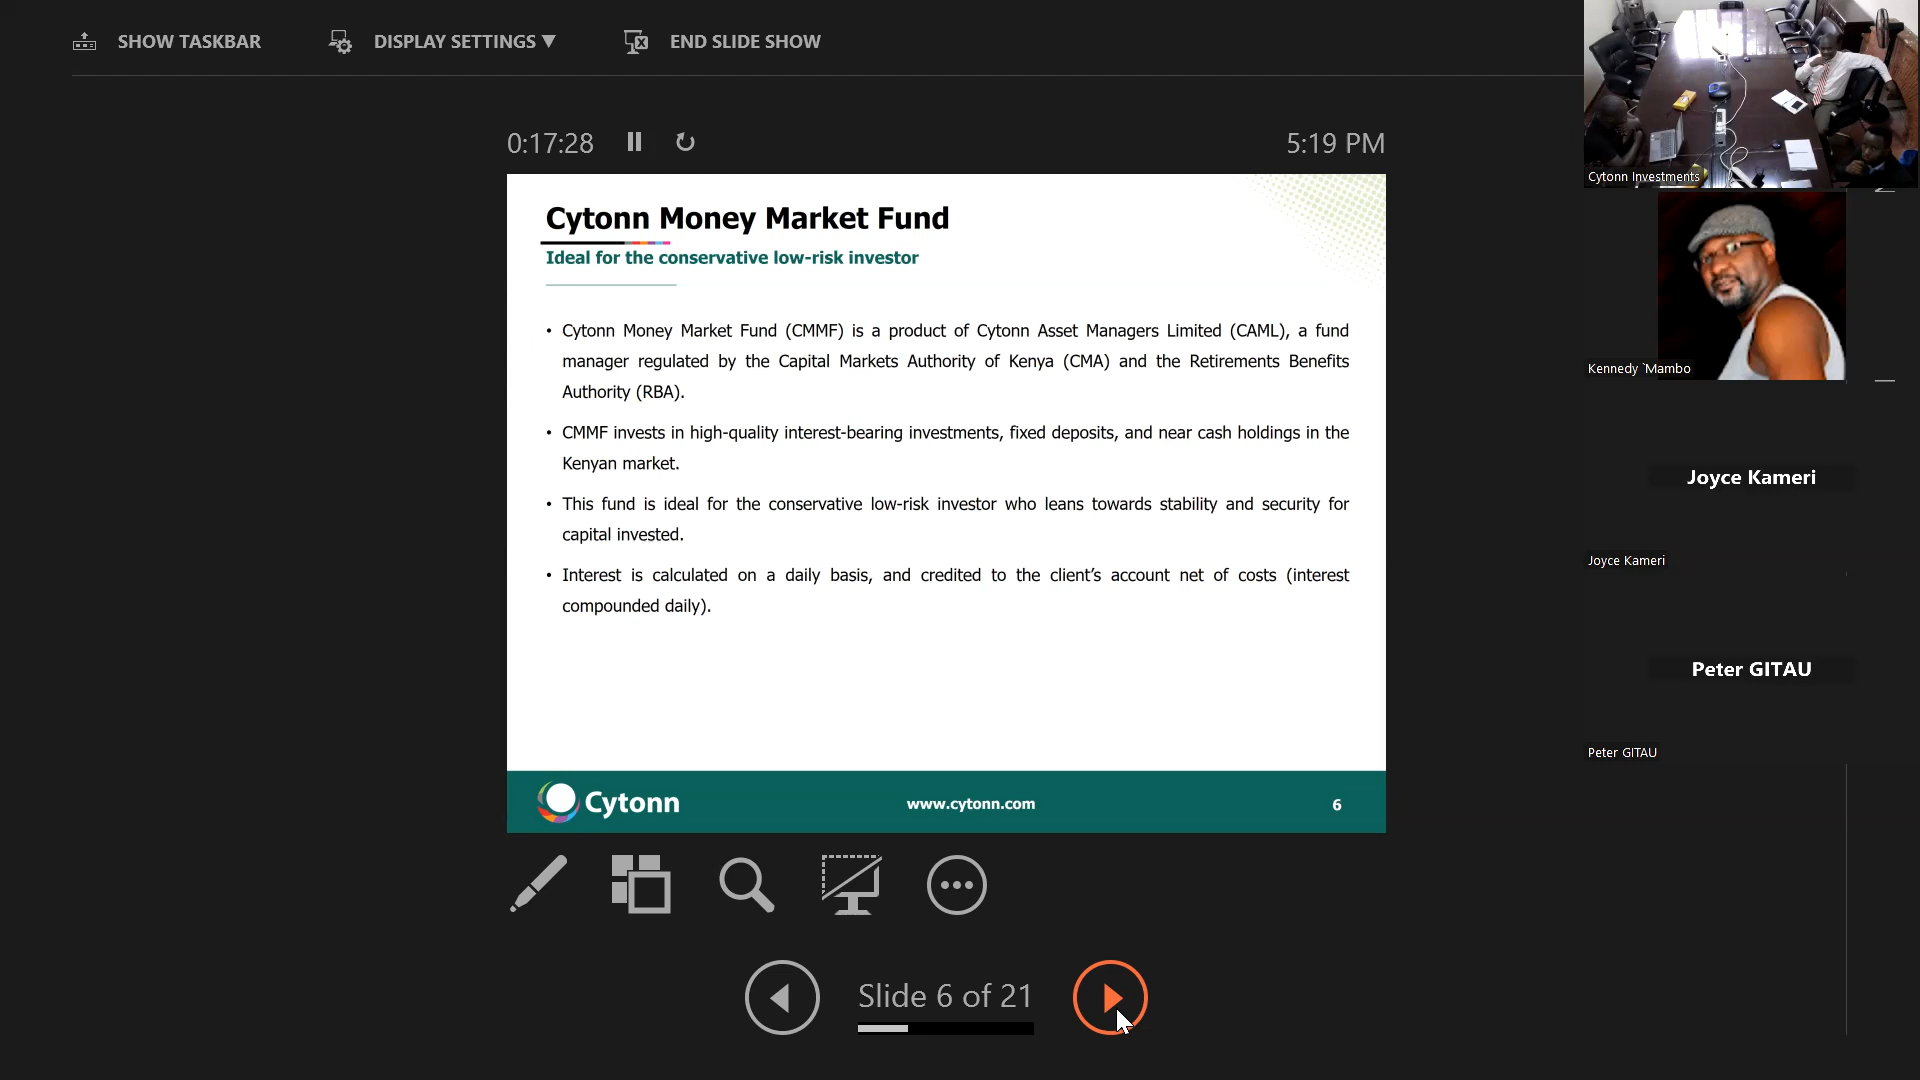 SHOW TASKBAR DISPLAY SETTINGS ▼ END SLIDE SHOW
0:17:28 5:19 PM
Cytonn Money Market Fund
Ideal for the conservative low-risk investor
• Cytonn Money Market Fund (CMMF) is a product of Cytonn Asset Managers Limited (CAML), a fund
manager regulated by the Capital Markets Authority of Kenya (CMA) and the Retirements Benefits
Authority (RBA).
• CMMF invests in high-quality interest-bearing investments, fixed deposits, and near cash holdings in the
Kenyan market.
• This fund is ideal for the conservative low-risk investor who leans towards stability and security for
capital invested.
• Interest is calculated on a daily basis, and credited to the client’s account net of costs (interest
compounded daily).
Cytonn www.cytonn.com 6
Slide 6 of 21
Cytonn Investments
Kennedy `Mambo
Joyce Kameri
Joyce Kameri
Peter GITAU
Peter GITAU